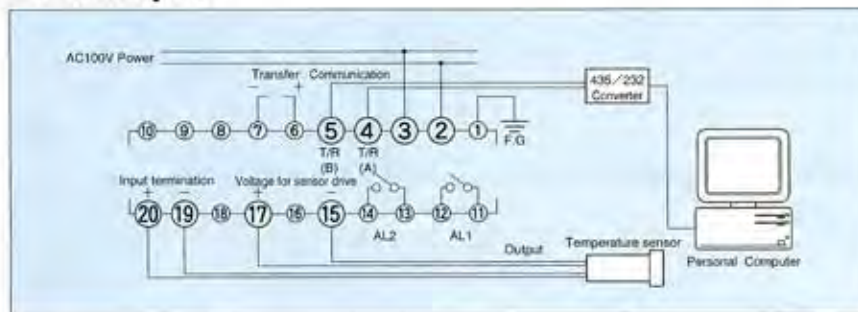 AC100V Power
Transfer Communication
− +
435/232
Converter
⑩ ⑨ ⑧ ⑦ ⑥ ⑤ ④ ③ ② ①
T/R
(B)
T/R
(A)
F.G
Input termination
+ −
Voltage for sensor drive
+ −
⑳ ⑲ ⑱ ⑰ ⑯ ⑮ ⑭ ⑬ ⑫ ⑪
AL2
AL1
Output
Temperature sensor
Personal Computer